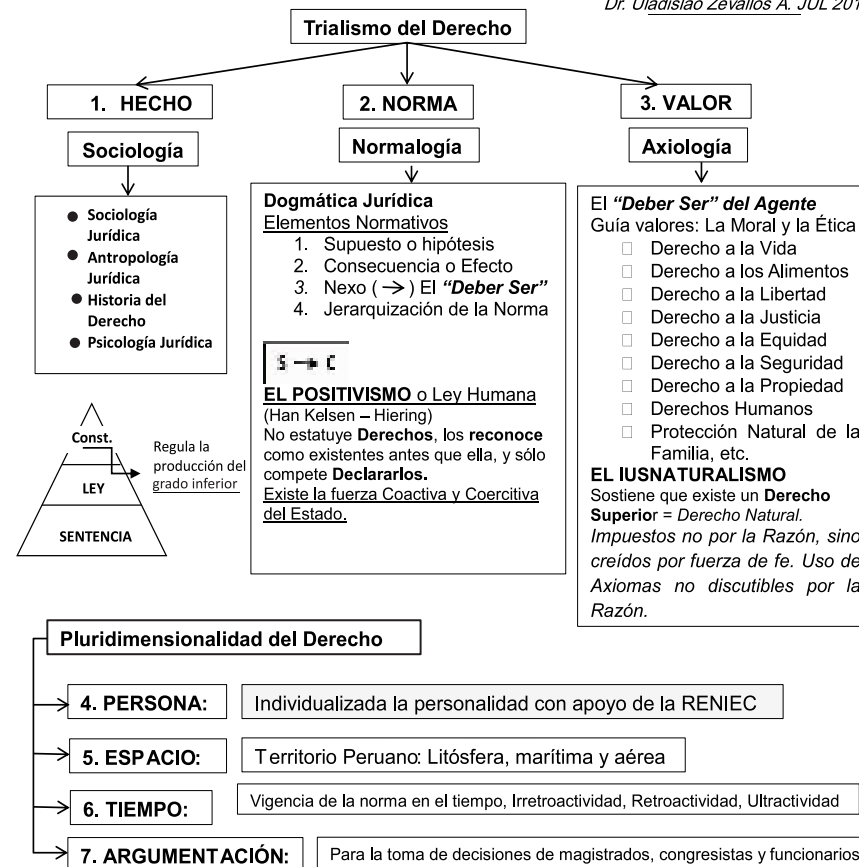 Dr. Uladislao Zevallos A. JUL 201
Trialismo del Derecho
1. HECHO
2. NORMA
3. VALOR
Sociología
Normalogía
Axiología
● Sociología
Jurídica
● Antropología
Jurídica
● Historia del
Derecho
● Psicología Jurídica
Const.
LEY
SENTENCIA
Regula la
producción del
grado inferior
Dogmática Jurídica
Elementos Normativos
1. Supuesto o hipótesis
2. Consecuencia o Efecto
3. Nexo ( → ) El “Deber Ser”
4. Jerarquización de la Norma
S → C
EL POSITIVISMO o Ley Humana
(Han Kelsen – Hiering)
No estatuye Derechos, los reconoce
como existentes antes que ella, y sólo
compete Declararlos.
Existe la fuerza Coactiva y Coercitiva
del Estado.
El “Deber Ser” del Agente
Guía valores: La Moral y la Ética
Derecho a la Vida
Derecho a los Alimentos
Derecho a la Libertad
Derecho a la Justicia
Derecho a la Equidad
Derecho a la Seguridad
Derecho a la Propiedad
Derechos Humanos
Protección Natural de la
Familia, etc.
EL IUSNATURALISMO
Sostiene que existe un Derecho
Superior = Derecho Natural.
Impuestos no por la Razón, sino
creídos por fuerza de fe. Uso de
Axiomas no discutibles por la
Razón.
Pluridimensionalidad del Derecho
4. PERSONA:
Individualizada la personalidad con apoyo de la RENIEC
5. ESPACIO:
Territorio Peruano: Litósfera, marítima y aérea
6. TIEMPO:
Vigencia de la norma en el tiempo, Irretroactividad, Retroactividad, Ultractividad
7. ARGUMENTACIÓN:
Para la toma de decisiones de magistrados, congresistas y funcionarios